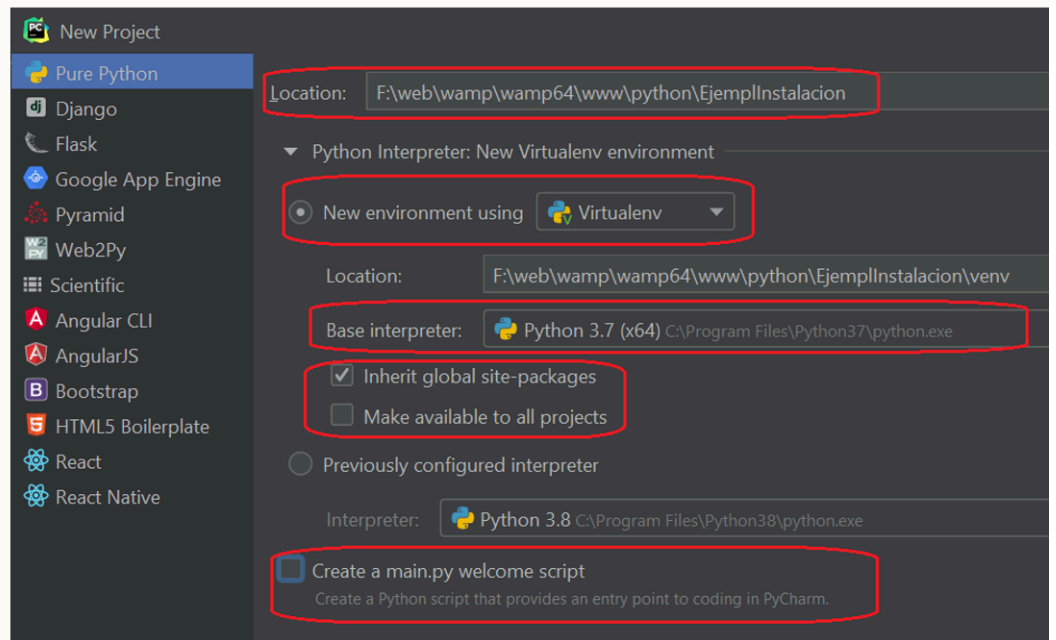 New Project
Pure Python
Django
Flask
Google App Engine
Pyramid
Web2Py
Scientific
Angular CLI
AngularJS
Bootstrap
HTML5 Boilerplate
React
React Native
Location: F:\web\wamp\wamp64\www\python\EjemplInstalacion
Python Interpreter: New Virtualenv environment
New environment using Virtualenv
Location: F:\web\wamp\wamp64\www\python\EjemplInstalacion\venv
Base interpreter: Python 3.7 (x64) C:\Program Files\Python37\python.exe
Inherit global site-packages
Make available to all projects
Previously configured interpreter
Interpreter: Python 3.8 C:\Program Files\Python38\python.exe
Create a main.py welcome script
Create a Python script that provides an entry point to coding in PyCharm.